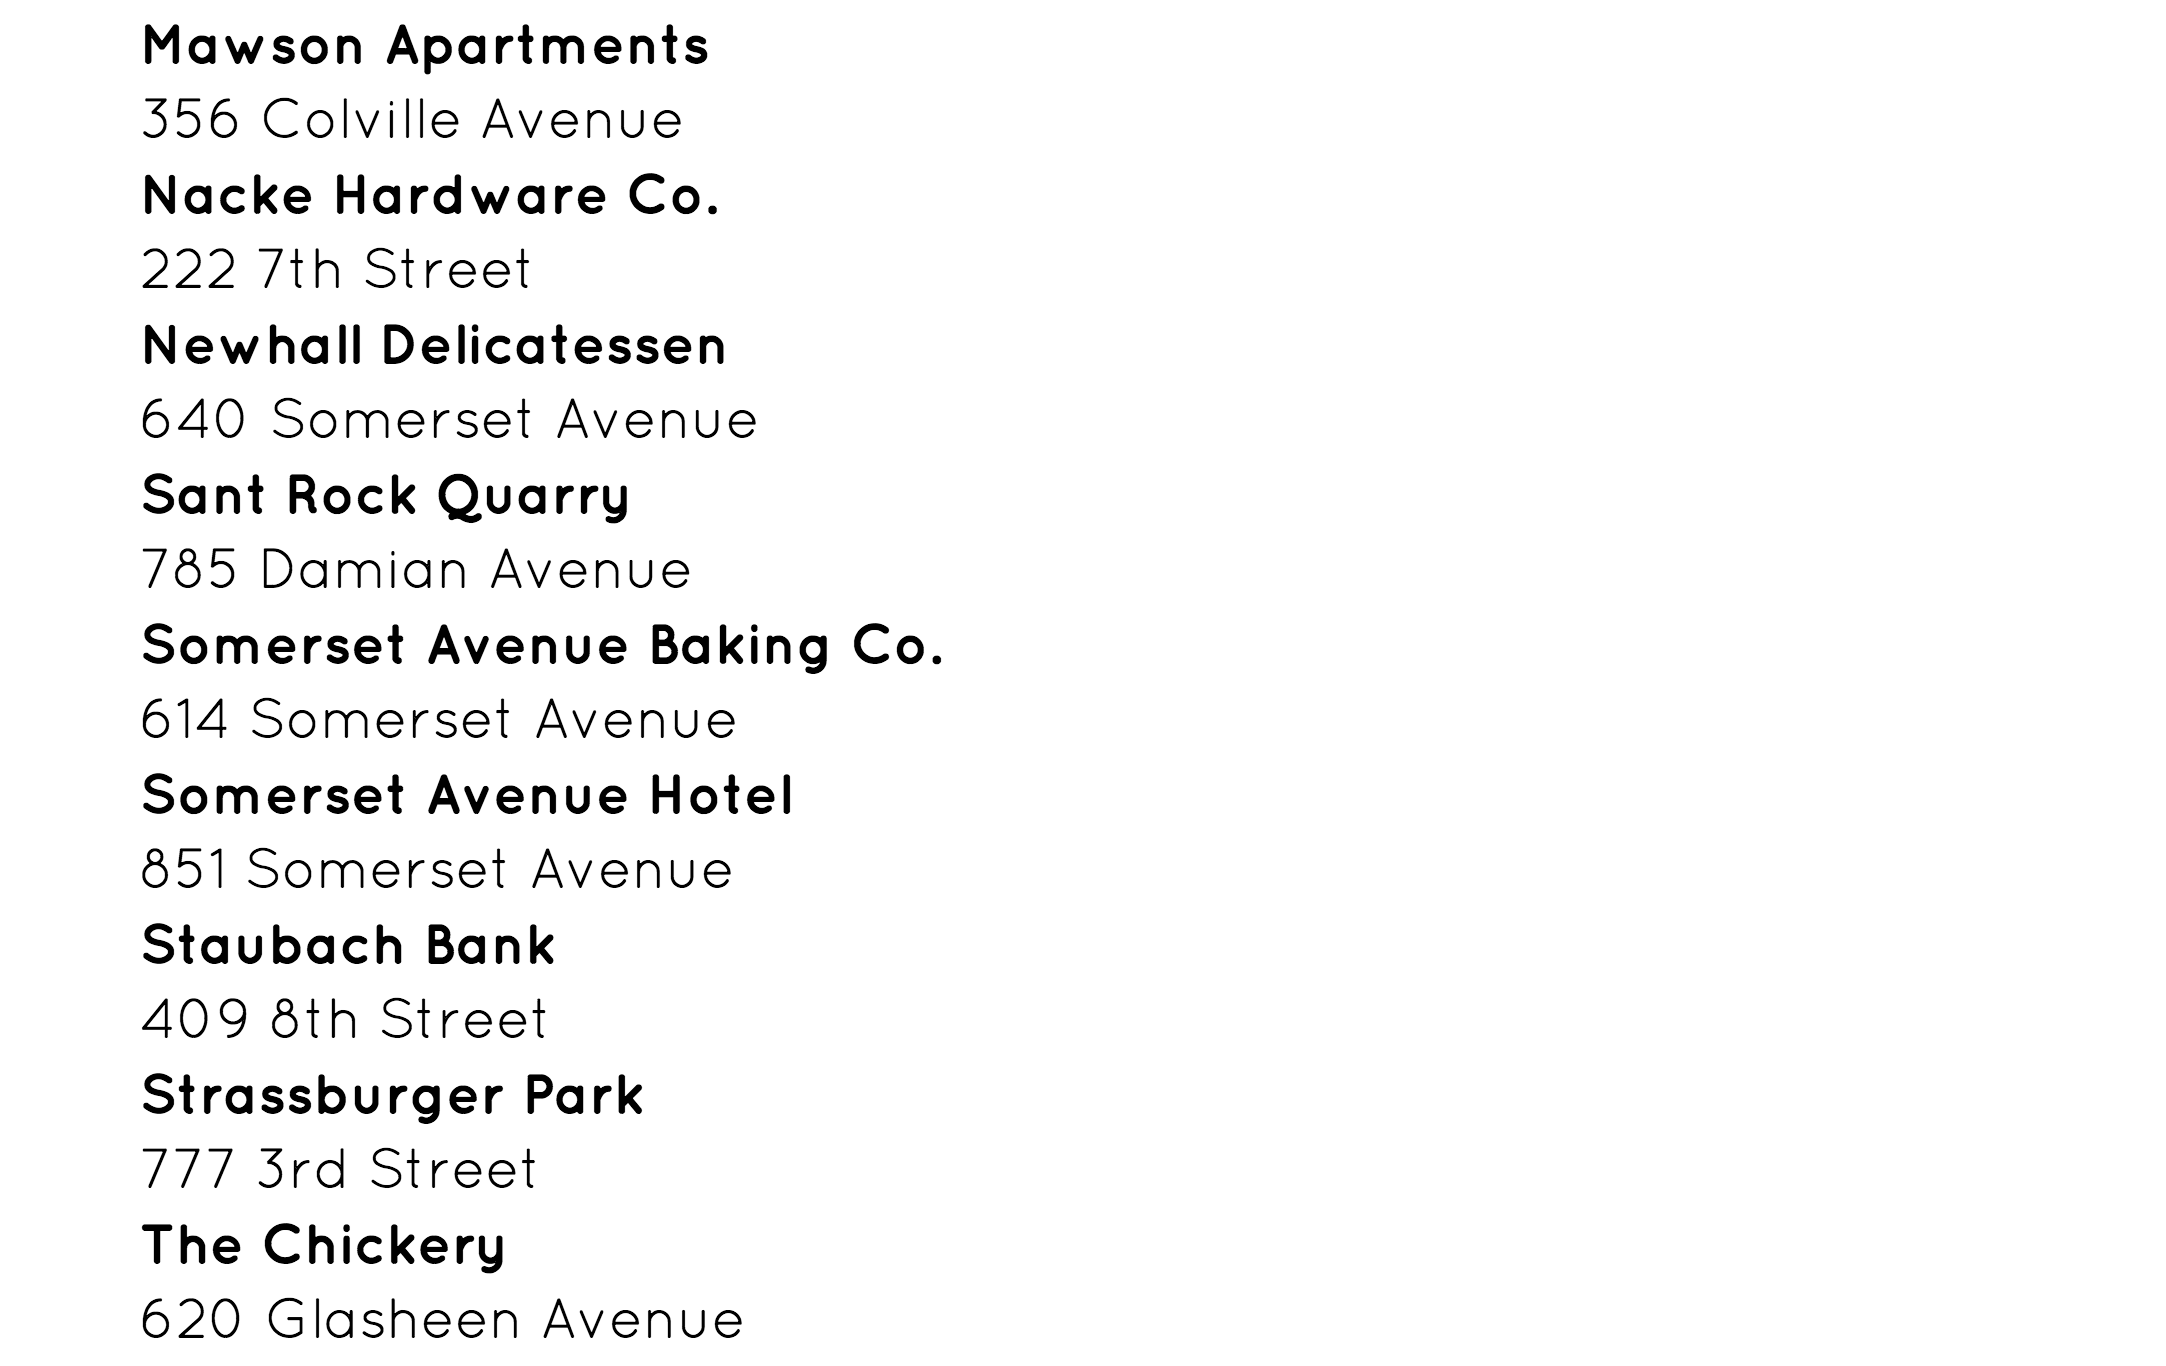 Mawson Apartments
356 Colville Avenue
Nacke Hardware Co.
222 7th Street
Newhall Delicatessen
640 Somerset Avenue
Sant Rock Quarry
785 Damian Avenue
Somerset Avenue Baking Co.
614 Somerset Avenue
Somerset Avenue Hotel
851 Somerset Avenue
Staubach Bank
409 8th Street
Strassburger Park
777 3rd Street
The Chickery
620 Glasheen Avenue